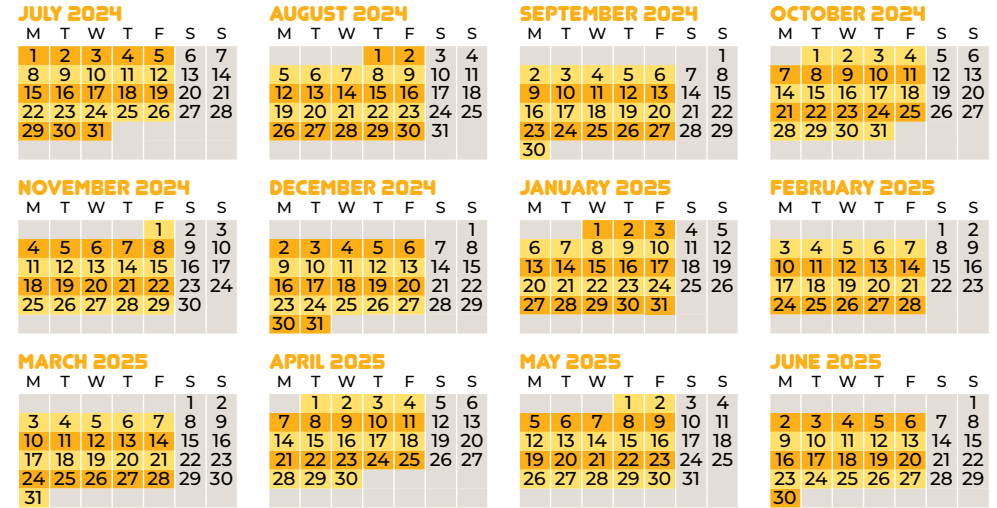 JULY 2024
M T W T F S S
1 2 3 4 5 6 7
8 9 10 11 12 13 14
15 16 17 18 19 20 21
22 23 24 25 26 27 28
29 30 31
AUGUST 2024
M T W T F S S
1 2 3 4
5 6 7 8 9 10 11
12 13 14 15 16 17 18
19 20 21 22 23 24 25
26 27 28 29 30 31
SEPTEMBER 2024
M T W T F S S
1
2 3 4 5 6 7 8
9 10 11 12 13 14 15
16 17 18 19 20 21 22
23 24 25 26 27 28 29
30
OCTOBER 2024
M T W T F S S
1 2 3 4 5 6
7 8 9 10 11 12 13
14 15 16 17 18 19 20
21 22 23 24 25 26 27
28 29 30 31
NOVEMBER 2024
M T W T F S S
1 2 3
4 5 6 7 8 9 10
11 12 13 14 15 16 17
18 19 20 21 22 23 24
25 26 27 28 29 30
DECEMBER 2024
M T W T F S S
1
2 3 4 5 6 7 8
9 10 11 12 13 14 15
16 17 18 19 20 21 22
23 24 25 26 27 28 29
30 31
JANUARY 2025
M T W T F S S
1 2 3 4 5
6 7 8 9 10 11 12
13 14 15 16 17 18 19
20 21 22 23 24 25 26
27 28 29 30 31
FEBRUARY 2025
M T W T F S S
1 2
3 4 5 6 7 8 9
10 11 12 13 14 15 16
17 18 19 20 21 22 23
24 25 26 27 28
MARCH 2025
M T W T F S S
1 2
3 4 5 6 7 8 9
10 11 12 13 14 15 16
17 18 19 20 21 22 23
24 25 26 27 28 29 30
31
APRIL 2025
M T W T F S S
1 2 3 4 5 6
7 8 9 10 11 12 13
14 15 16 17 18 19 20
21 22 23 24 25 26 27
28 29 30
MAY 2025
M T W T F S S
1 2 3 4
5 6 7 8 9 10 11
12 13 14 15 16 17 18
19 20 21 22 23 24 25
26 27 28 29 30 31
JUNE 2025
M T W T F S S
1
2 3 4 5 6 7 8
9 10 11 12 13 14 15
16 17 18 19 20 21 22
23 24 25 26 27 28 29
30